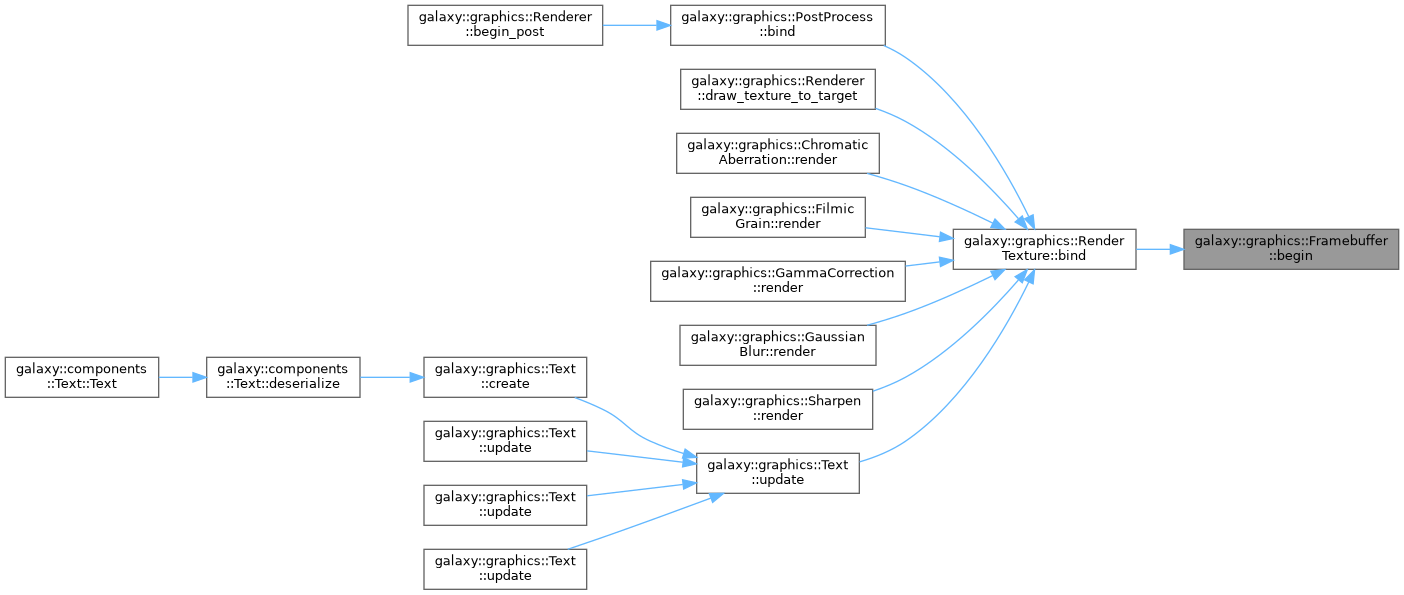 galaxy::graphics::Renderer
::begin_post
galaxy::graphics::PostProcess
::bind
galaxy::graphics::Renderer
::draw_texture_to_target
galaxy::graphics::Chromatic
Aberration::render
galaxy::graphics::Filmic
Grain::render
galaxy::graphics::Render
Texture::bind
galaxy::graphics::Framebuffer
::begin
galaxy::graphics::GammaCorrection
::render
galaxy::graphics::Gaussian
Blur::render
galaxy::components
::Text::Text
galaxy::components
::Text::deserialize
galaxy::graphics::Text
::create
galaxy::graphics::Sharpen
::render
galaxy::graphics::Text
::update
galaxy::graphics::Text
::update
galaxy::graphics::Text
::update
galaxy::graphics::Text
::update